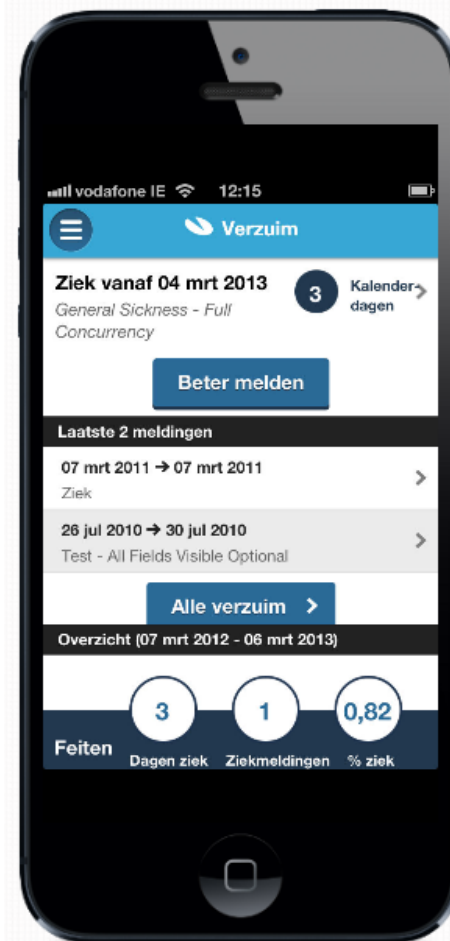 vodafone IE 12:15
Verzuim
Ziek vanaf 04 mrt 2013
General Sickness - Full
Concurrency
3
Kalender-
dagen
Beter melden
Laatste 2 meldingen
07 mrt 2011 → 07 mrt 2011
Ziek
26 jul 2010 → 30 jul 2010
Test - All Fields Visible Optional
Alle verzuim
Overzicht (07 mrt 2012 - 06 mrt 2013)
3 1 0,82
Feiten
Dagen ziek Ziekmeldingen % ziek